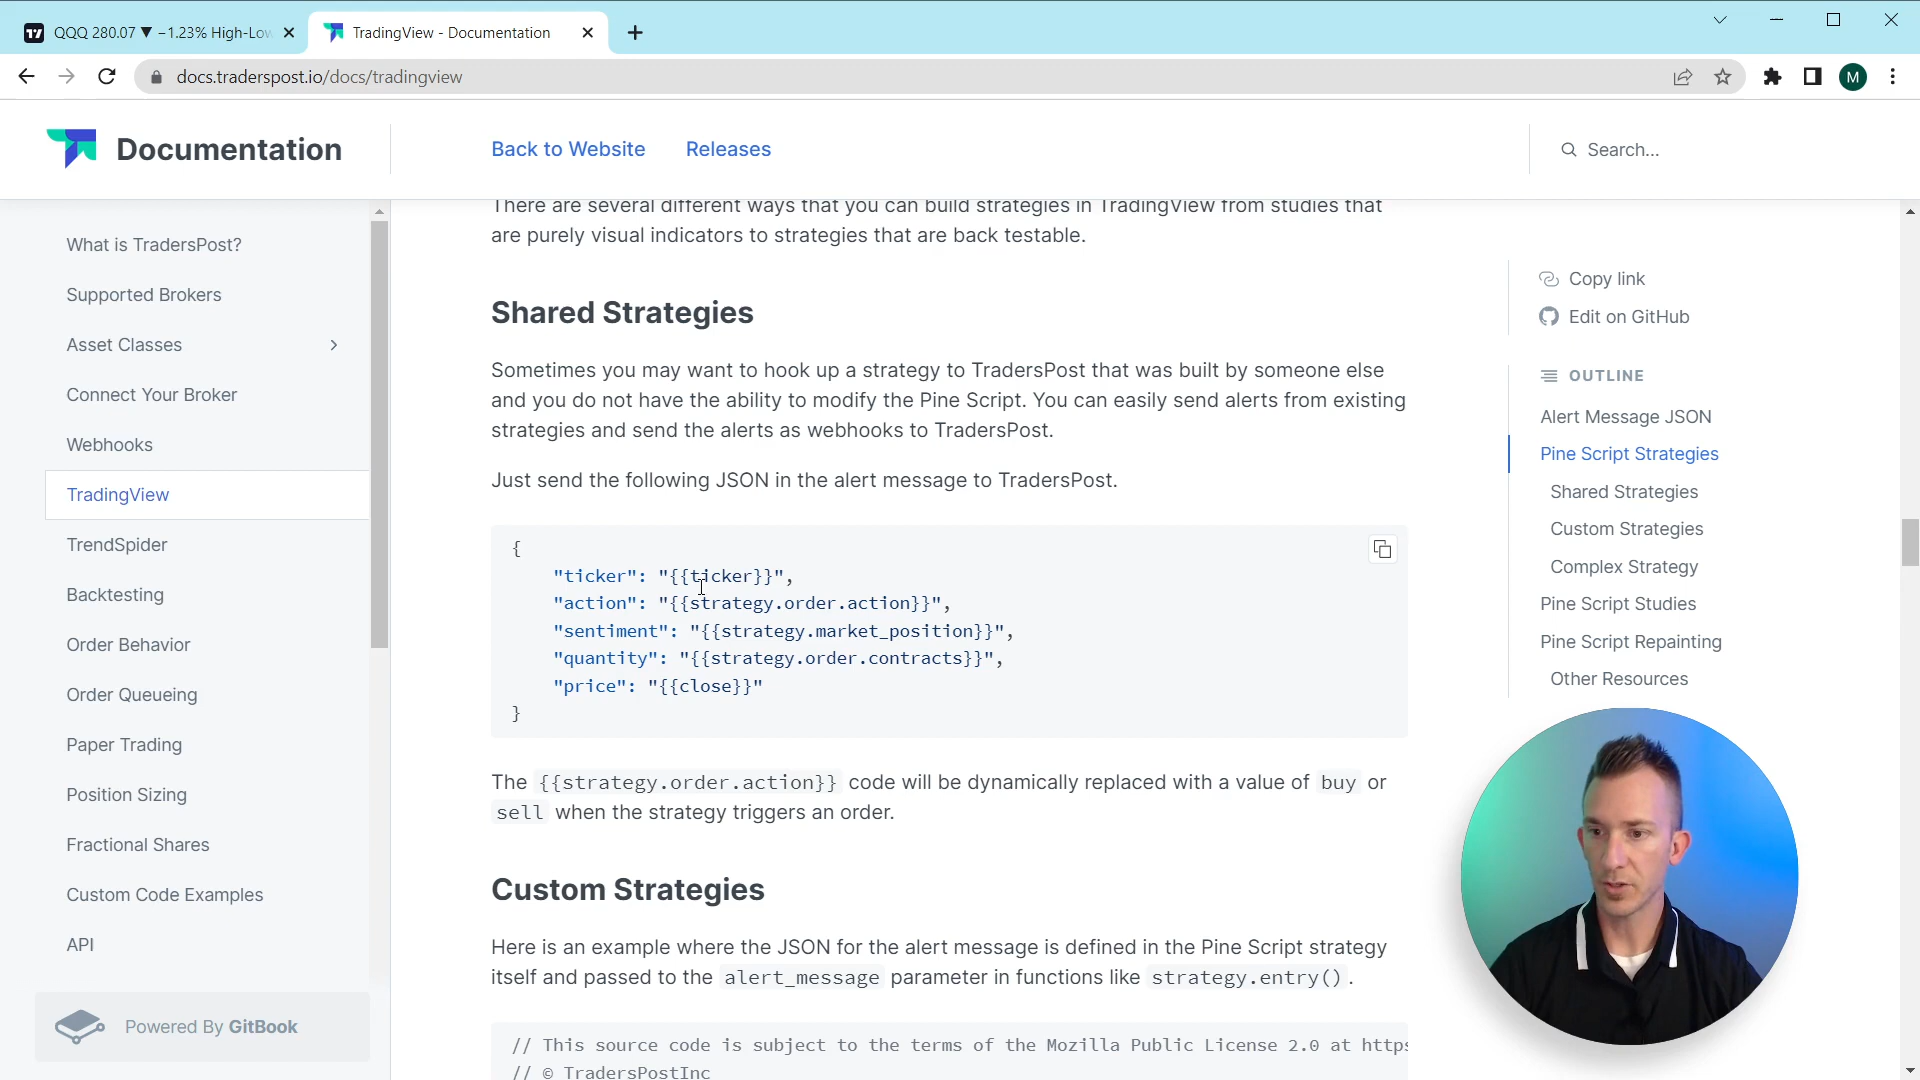 QQQ 280.07 ▼ −1.23% High-Low
TradingView - Documentation
docs.traderspost.io/docs/tradingview
M
Documentation
Back to Website
Releases
Search...
What is TradersPost?
Supported Brokers
Asset Classes
Connect Your Broker
Webhooks
TradingView
TrendSpider
Backtesting
Order Behavior
Order Queueing
Paper Trading
Position Sizing
Fractional Shares
Custom Code Examples
API
Powered By GitBook
There are several different ways that you can build strategies in TradingView from studies that
are purely visual indicators to strategies that are back testable.
Shared Strategies
Sometimes you may want to hook up a strategy to TradersPost that was built by someone else
and you do not have the ability to modify the Pine Script. You can easily send alerts from existing
strategies and send the alerts as webhooks to TradersPost.
Just send the following JSON in the alert message to TradersPost.
{
"ticker": "{{ticker}}",
"action": "{{strategy.order.action}}",
"sentiment": "{{strategy.market_position}}",
"quantity": "{{strategy.order.contracts}}",
"price": "{{close}}"
}
The {{strategy.order.action}} code will be dynamically replaced with a value of buy or
sell when the strategy triggers an order.
Custom Strategies
Here is an example where the JSON for the alert message is defined in the Pine Script strategy
itself and passed to the alert_message parameter in functions like strategy.entry() .
// This source code is subject to the terms of the Mozilla Public License 2.0 at https
// © TradersPostInc
Copy link
Edit on GitHub
OUTLINE
Alert Message JSON
Pine Script Strategies
Shared Strategies
Custom Strategies
Complex Strategy
Pine Script Studies
Pine Script Repainting
Other Resources